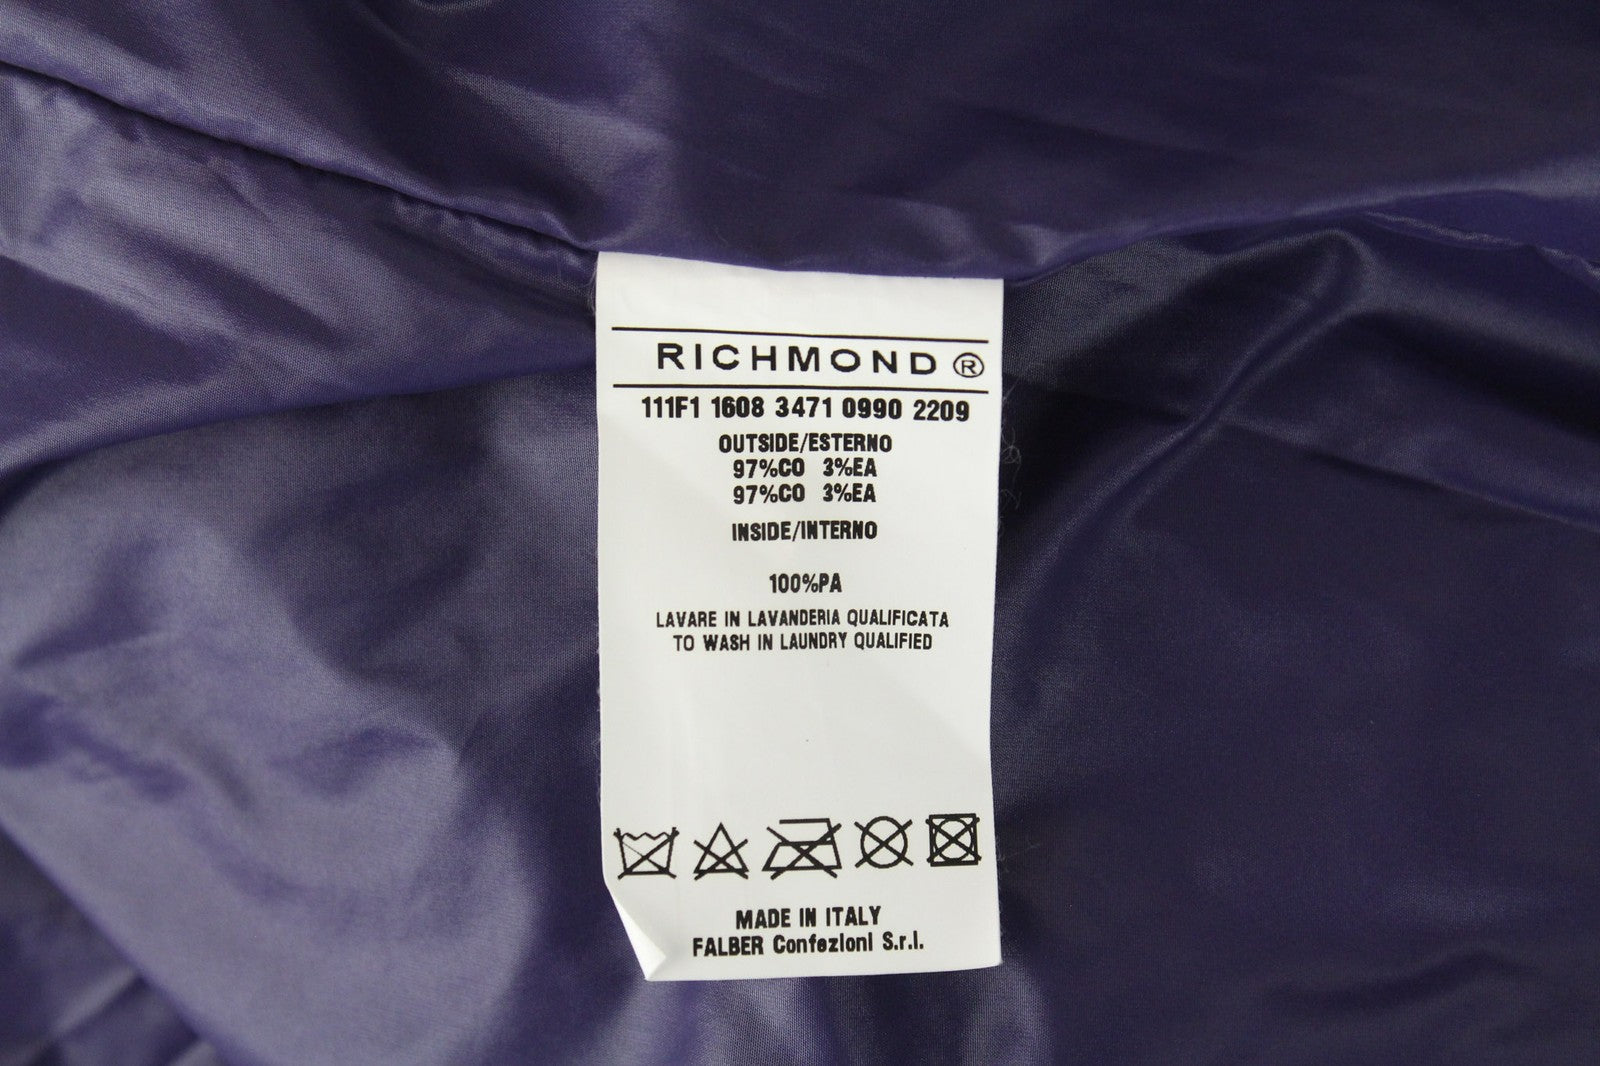 RICHMOND ®
111F1 1608 3471 0990 2209
OUTSIDE/ESTERNO
97%CO 3%EA
97%CO 3%EA
INSIDE/INTERNO
100%PA
LAVARE IN LAVANDERIA QUALIFICATA
TO WASH IN LAUNDRY QUALIFIED
MADE IN ITALY
FALBER Confezioni S.r.l.